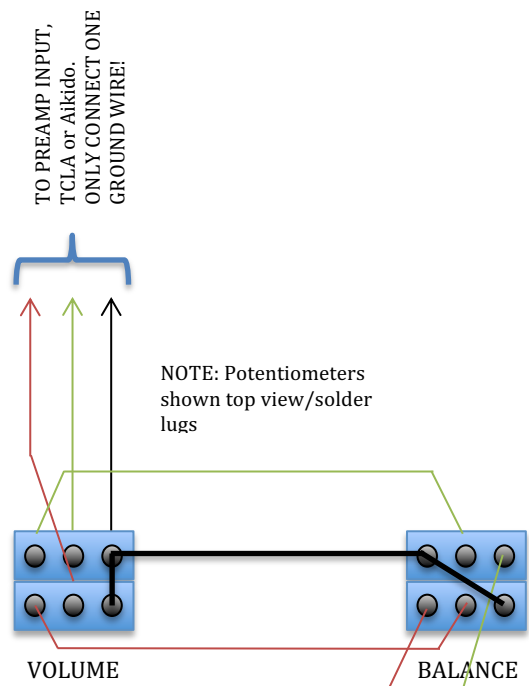 TO PREAMP INPUT,
TCLA or Aikido.
ONLY CONNECT ONE
GROUND WIRE!
NOTE: Potentiometers
shown top view/solder
lugs
VOLUME
BALANCE